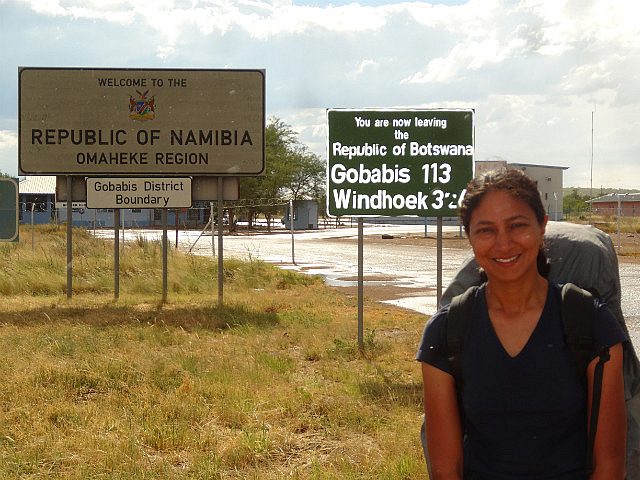 WELCOME TO THE
REPUBLIC OF NAMIBIA
OMAHEKE REGION
Gobabis District
Boundary
You are now leaving
the
Republic of Botswana
Gobabis 113
Windhoek